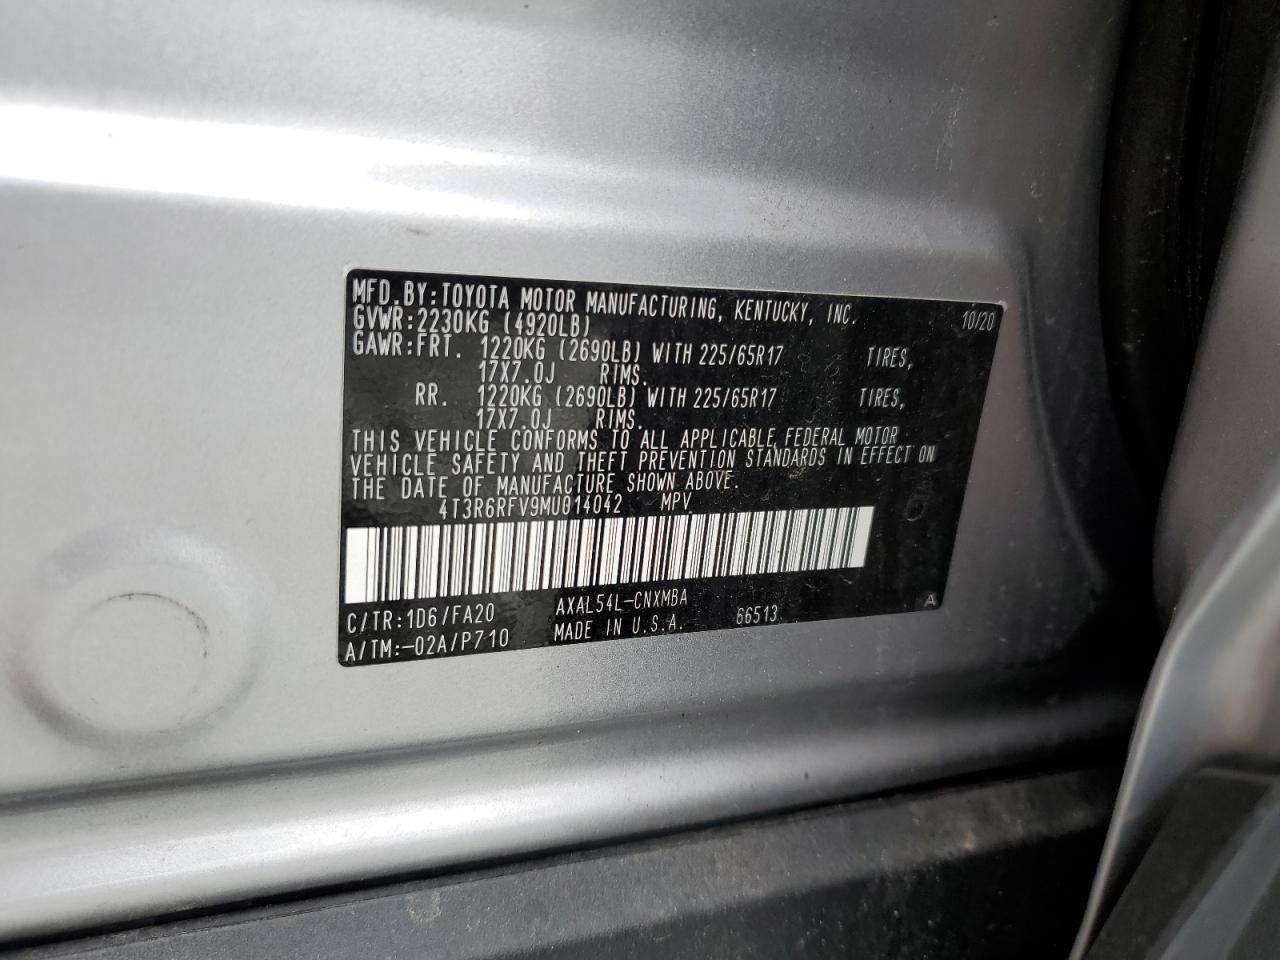 MFD.BY:TOYOTA MOTOR MANUFACTURING, KENTUCKY, INC. 10/20
GVWR:2230KG (4920LB)
GAWR:FRT. 1220KG (2690LB) WITH 225/65R17 TIRES,
17X7.0J RIMS.
RR. 1220KG (2690LB) WITH 225/65R17 TIRES,
17X7.0J RIMS.
THIS VEHICLE CONFORMS TO ALL APPLICABLE FEDERAL MOTOR
VEHICLE SAFETY AND THEFT PREVENTION STANDARDS IN EFFECT ON
THE DATE OF MANUFACTURE SHOWN ABOVE.
4T3R6RFV9MU014042 MPV
C/TR:1D6/FA20 AXAL54L-CNXMBA A
A/TM:-02A/P710 MADE IN U.S.A. 66513